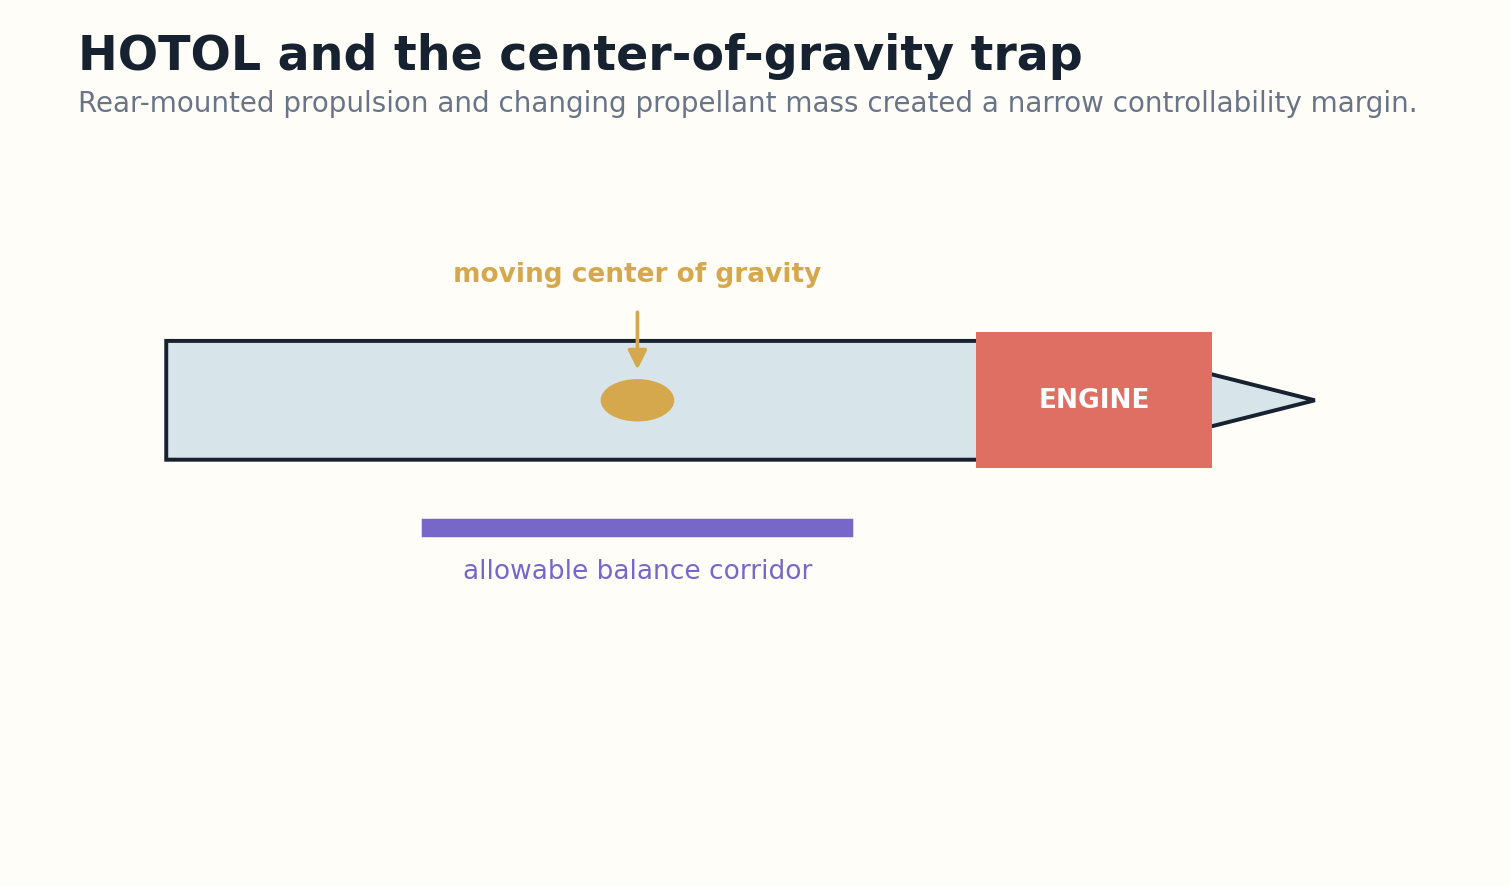 HOTOL and the center-of-gravity trap
Rear-mounted propulsion and changing propellant mass created a narrow controllability margin.
moving center of gravity
ENGINE
allowable balance corridor